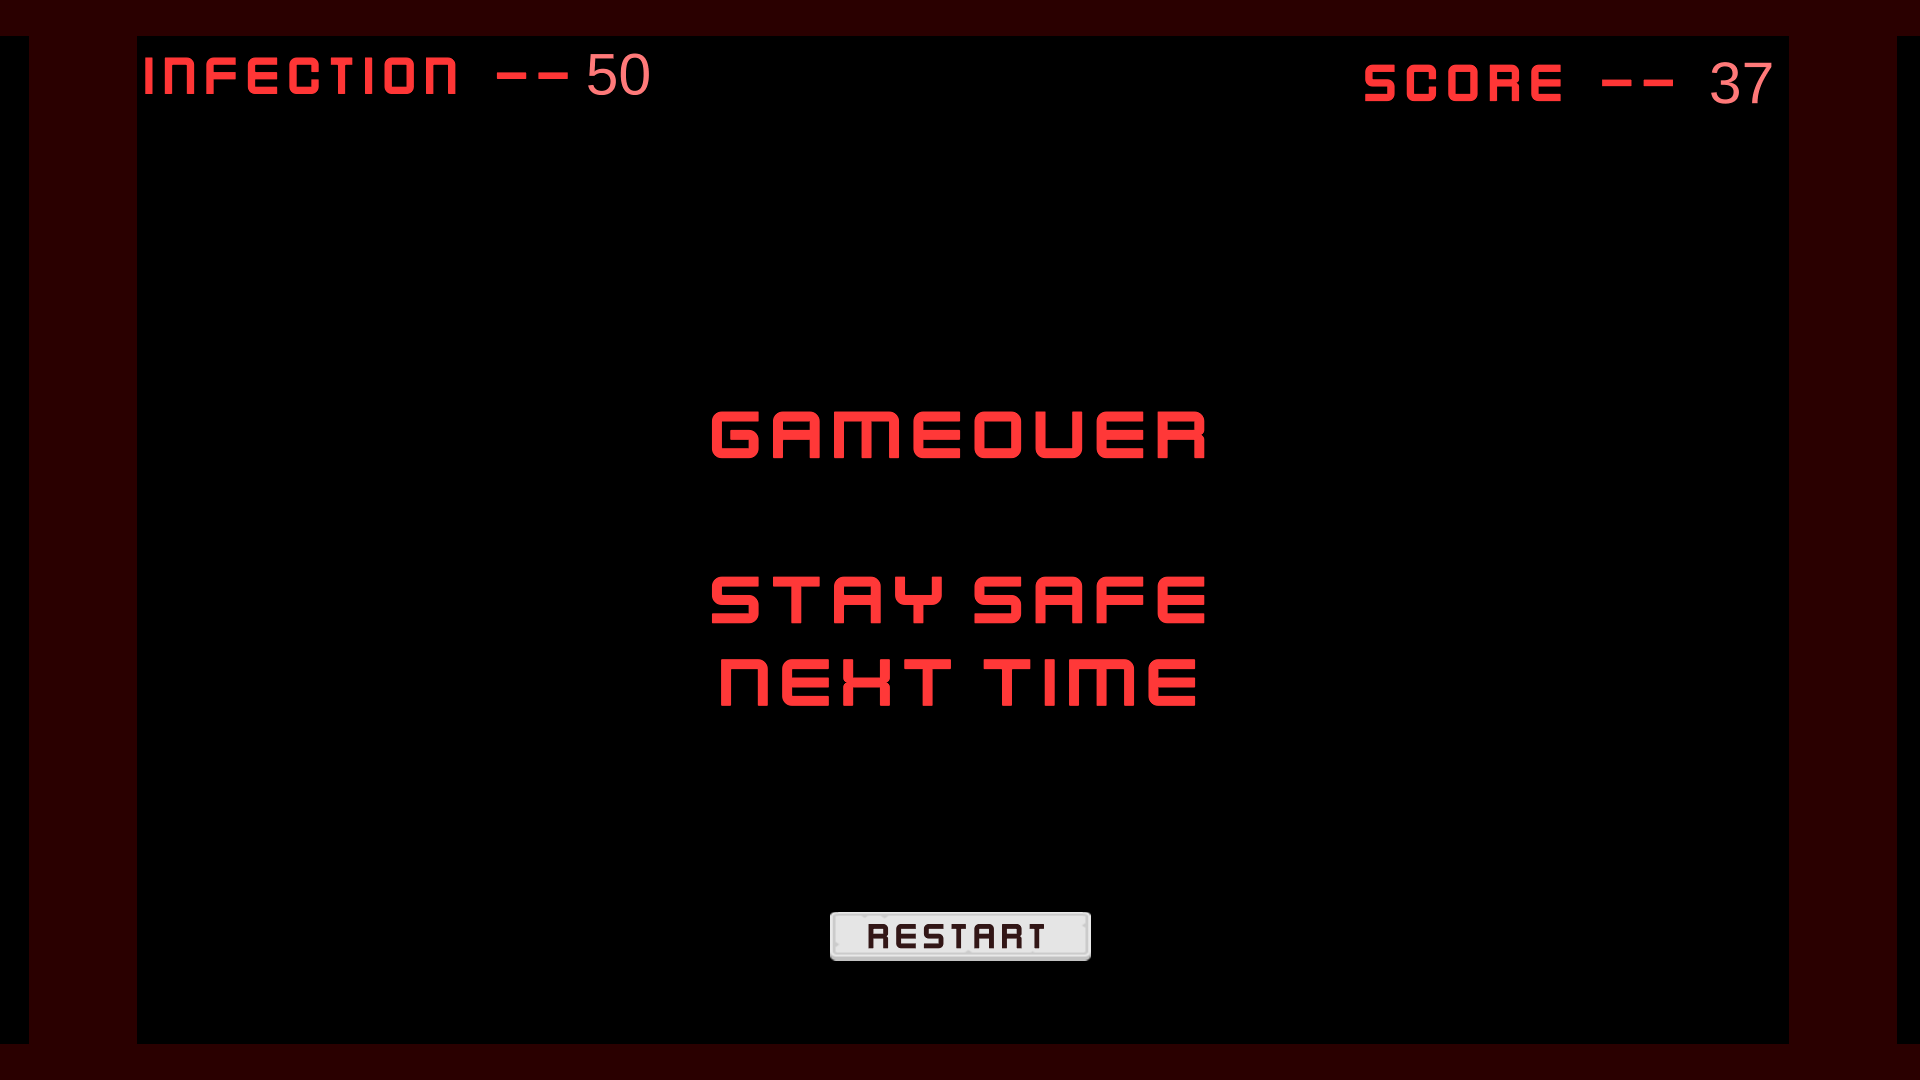 INFECTION -- 50
SCORE -- 37
GAMEOVER
STAY SAFE
NEXT TIME
RESTART